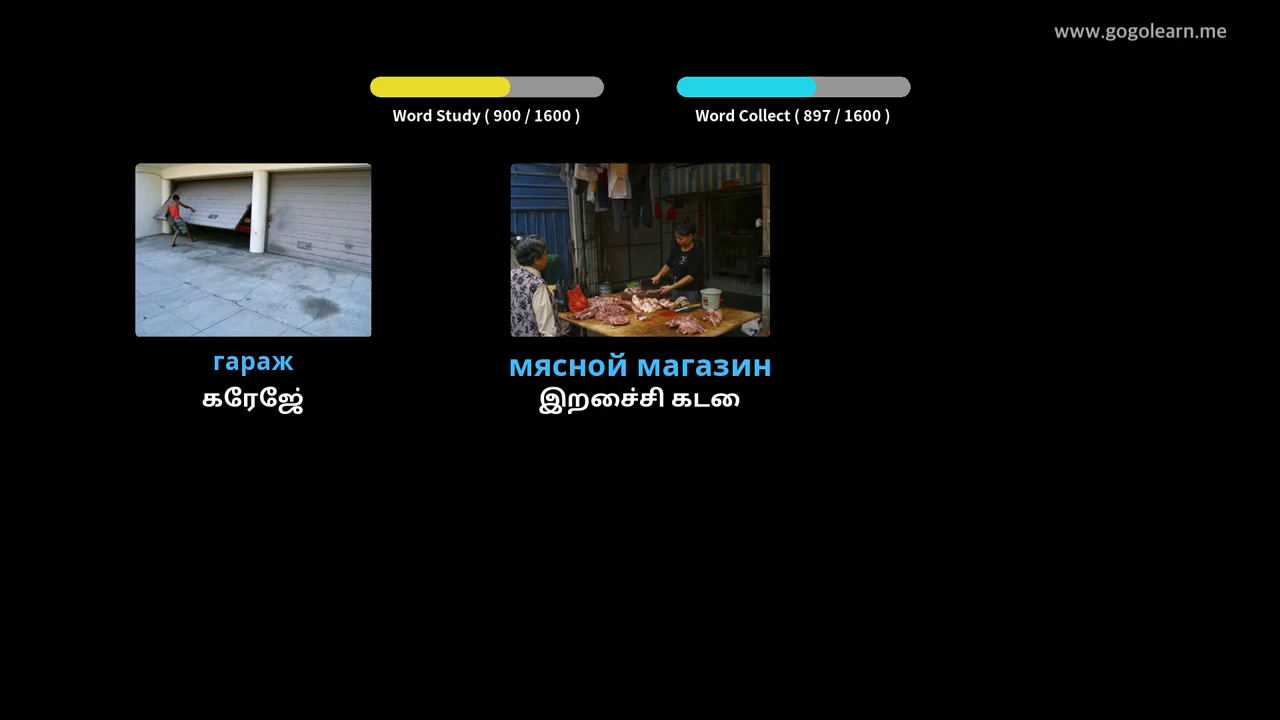 www.gogolearn.me
Word Study ( 900 / 1600 )
Word Collect ( 897 / 1600 )
гараж
கரேஜ்
мясной магазин
இறைச்சி கடை